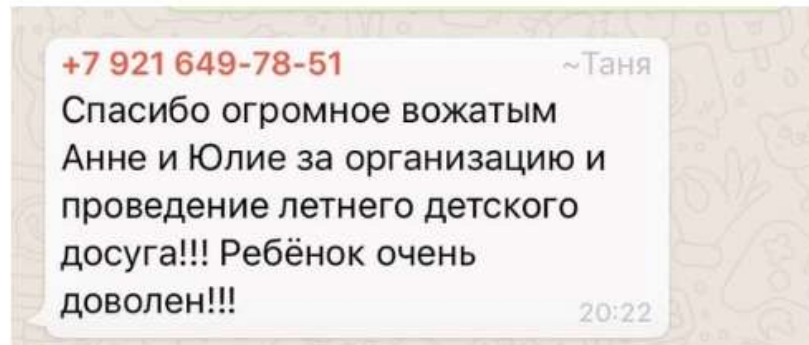 +7 921 649-78-51 ~Таня
Спасибо огромное вожатым
Анне и Юлие за организацию и
проведение летнего детского
досуга!!! Ребёнок очень
доволен!!! 20:22